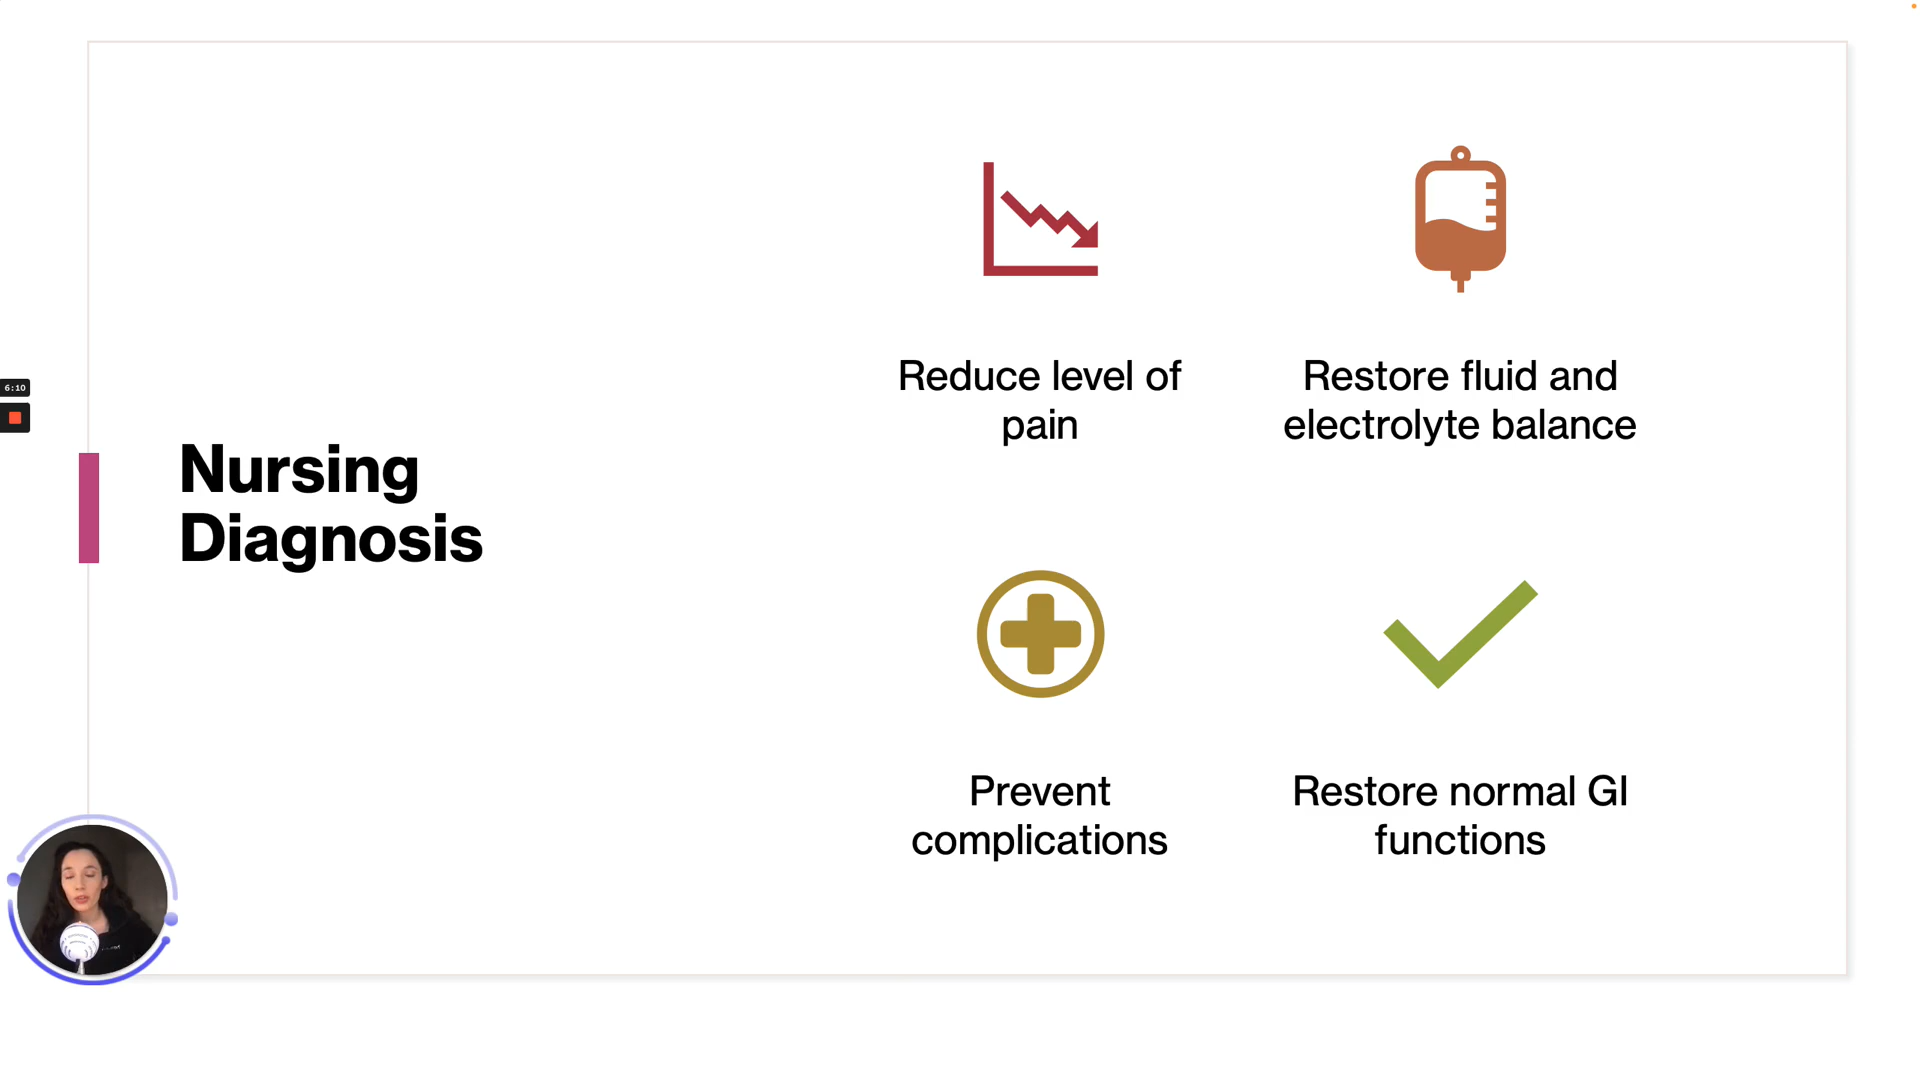 6:10
Nursing
Diagnosis
Reduce level of
pain
Restore fluid and
electrolyte balance
Prevent
complications
Restore normal GI
functions